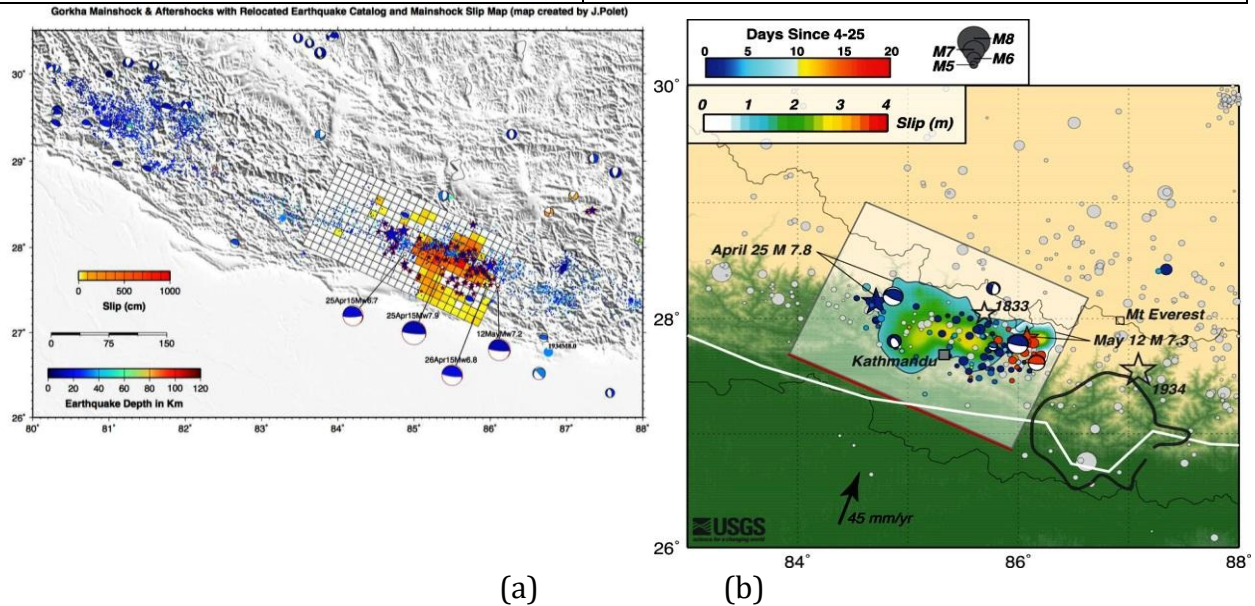 Gorkha Mainshock & Aftershocks with Relocated Earthquake Catalog and Mainshock Slip Map (map created by J.Polet)
30˚
29˚
28˚
27˚
26˚
80˚ 81˚ 82˚ 83˚ 84˚ 85˚ 86˚ 87˚ 88˚
0 500 1000
Slip (cm)
0 75 150
0 20 40 60 80 100 120
Earthquake Depth in Km
25Apr15Mw6.7
25Apr15Mw7.9
12MayMw7.2
26Apr15Mw6.8
Days Since 4-25
0 5 10 15 20
M8
M7
M6
M5
0 1 2 3 4
Slip (m)
30˚
28˚
26˚
84˚ 86˚ 88˚
April 25 M 7.8
1833
Mt Everest
May 12 M 7.3
Kathmandu
1934
45 mm/yr
USGS
science for a changing world
(a) (b)